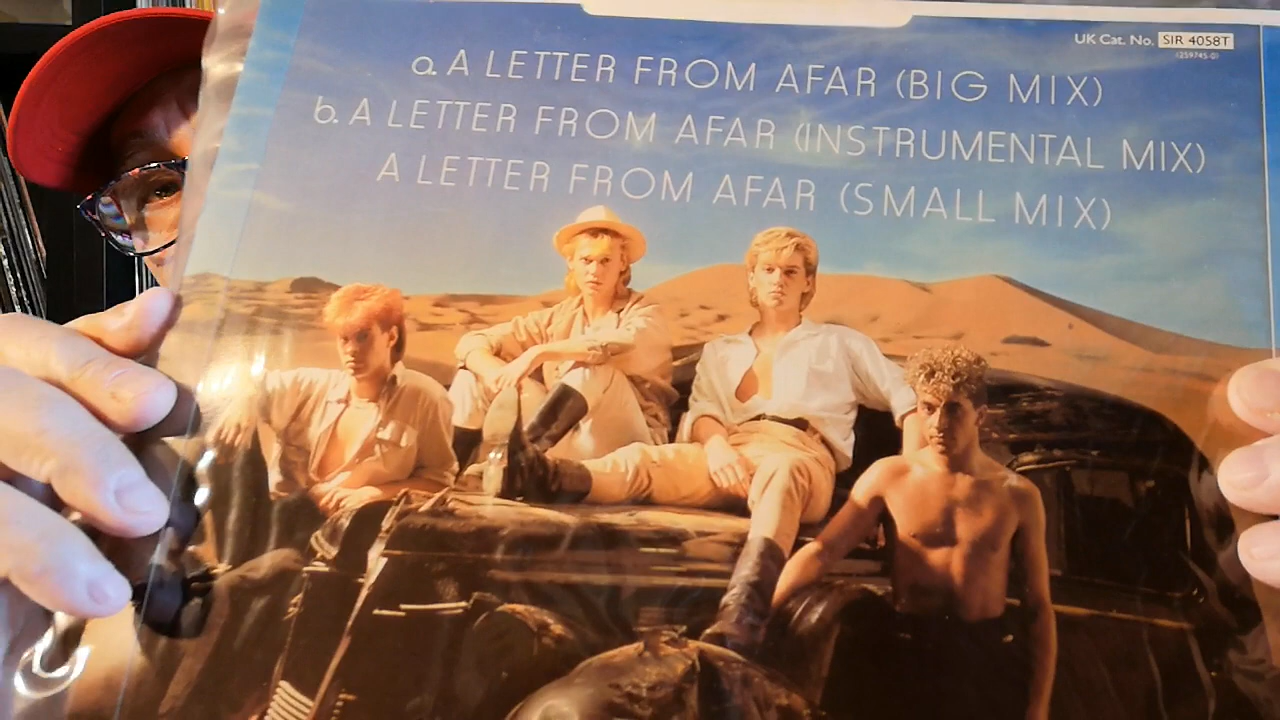 UK Cat. No. SIR 4058T
(259745-0)
a. A LETTER FROM AFAR (BIG MIX)
b. A LETTER FROM AFAR (INSTRUMENTAL MIX)
A LETTER FROM AFAR (SMALL MIX)